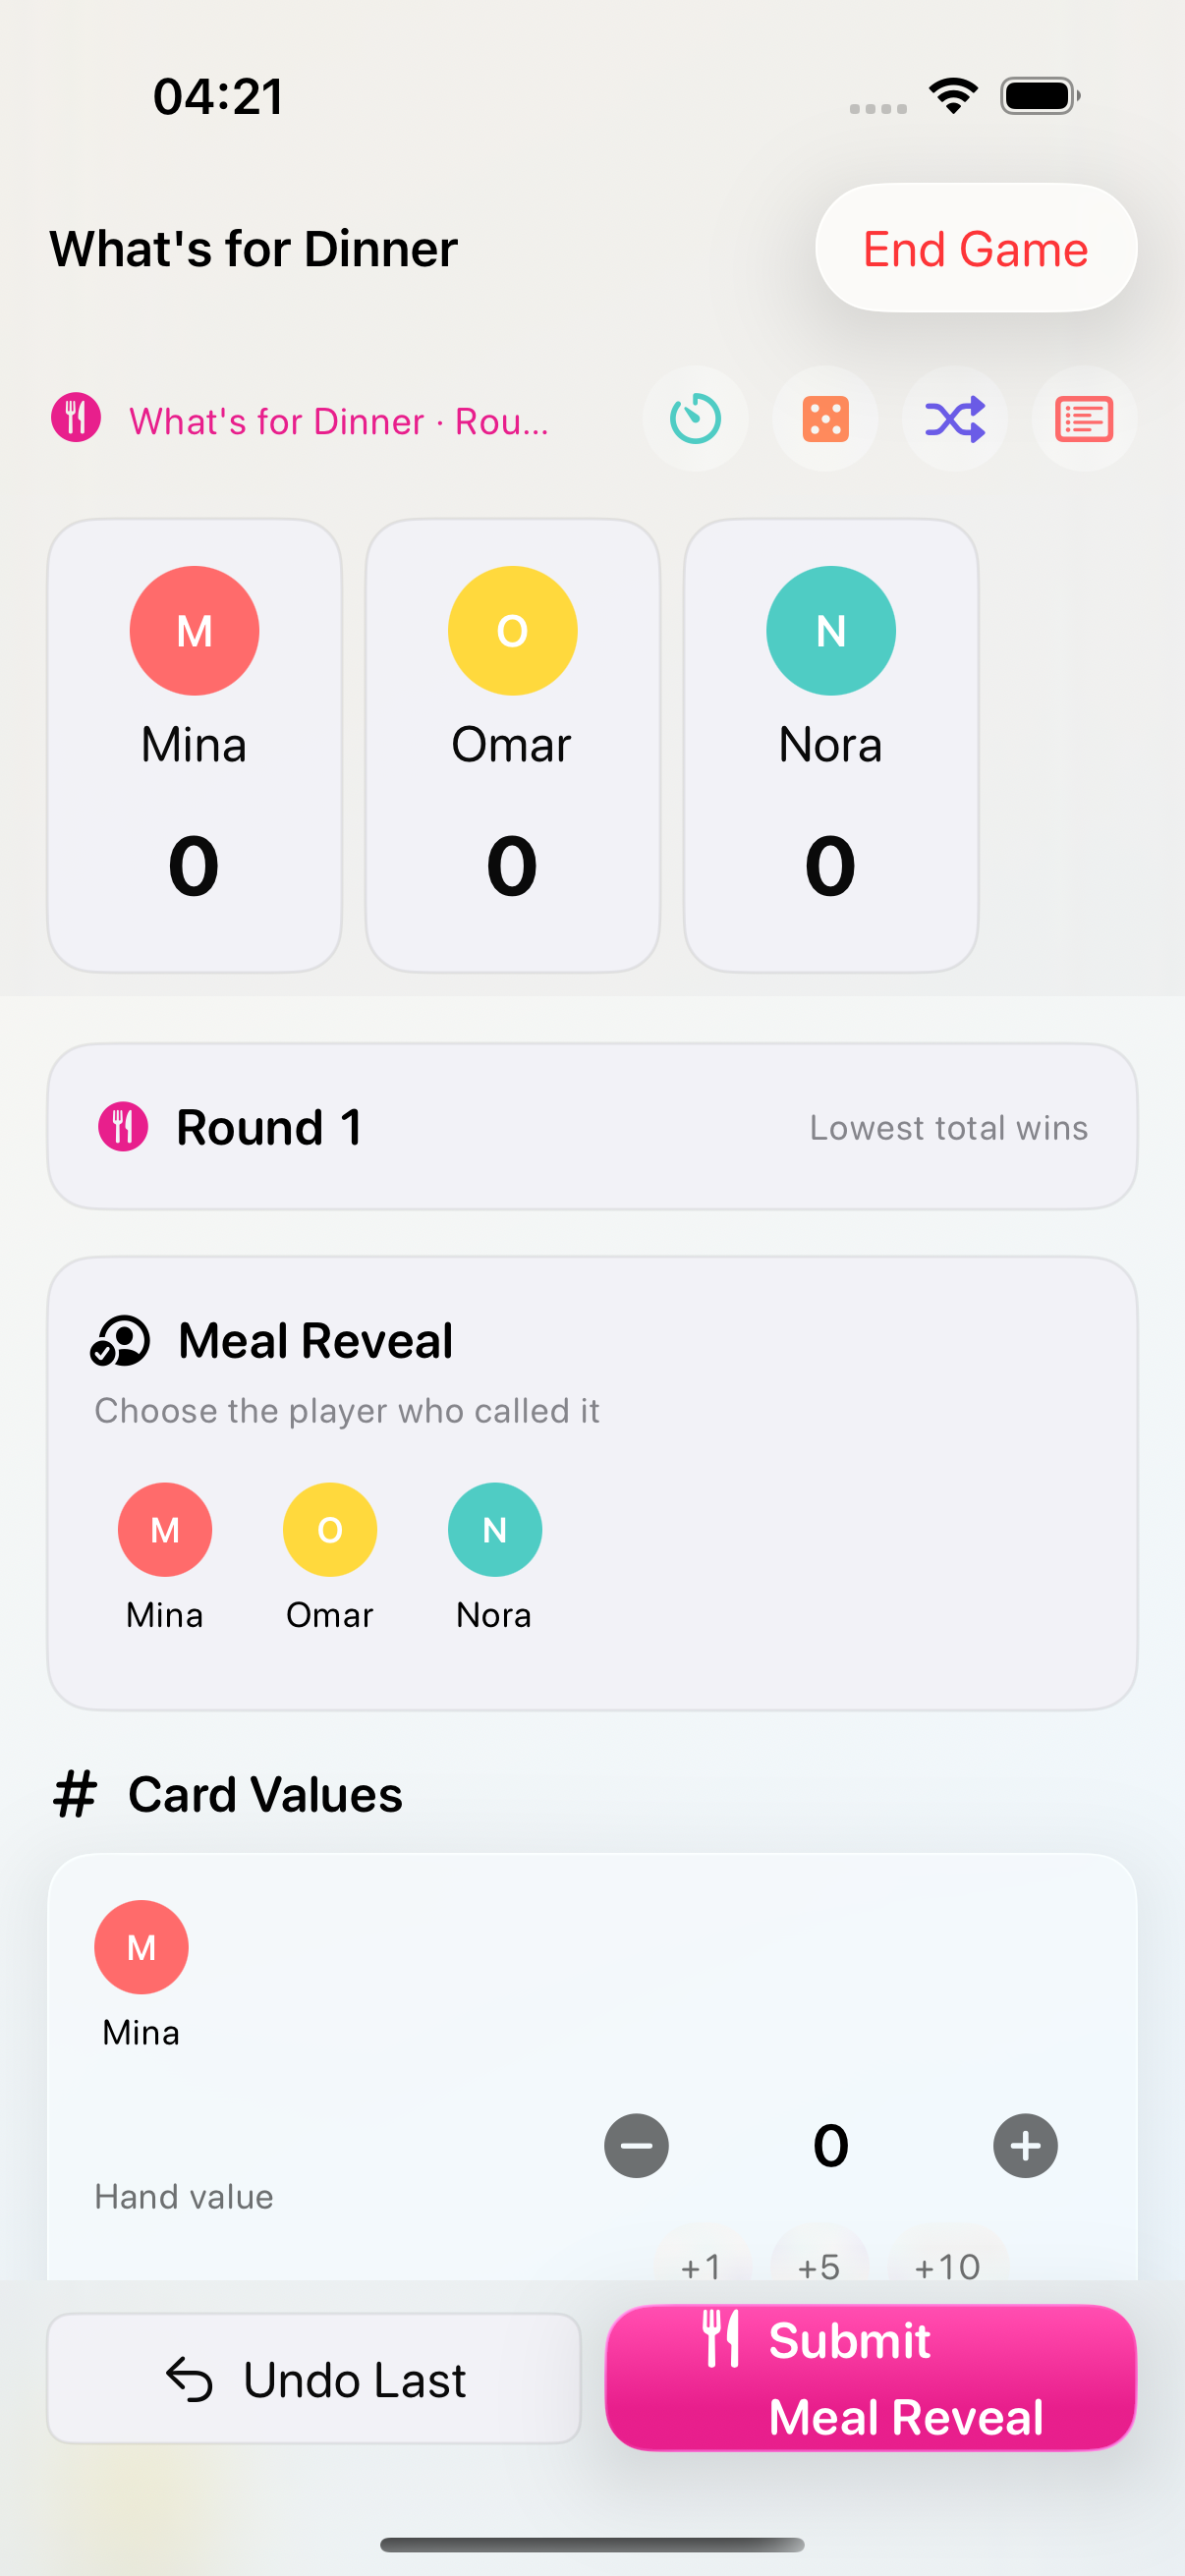 04:21
What's for Dinner
End Game
What's for Dinner · Rou...
M
O
N
Mina
Omar
Nora
0
0
0
Round 1
Lowest total wins
Meal Reveal
Choose the player who called it
M
O
N
Mina
Omar
Nora
# Card Values
M
Mina
0
Hand value
+1
+5
+10
Undo Last
Submit
Meal Reveal